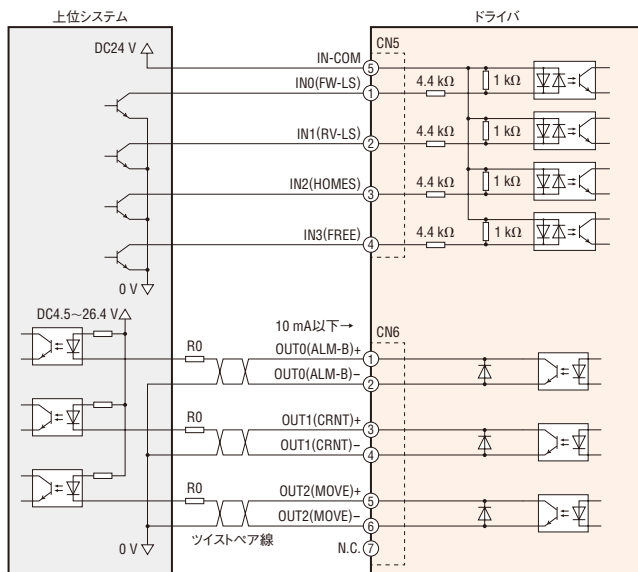 上位システム
ドライバ
DC24 V
IN-COM
CN5
5
IN0(FW-LS)
1
4.4 kΩ
1 kΩ
IN1(RV-LS)
2
4.4 kΩ
1 kΩ
IN2(HOMES)
3
4.4 kΩ
1 kΩ
IN3(FREE)
4
4.4 kΩ
1 kΩ
0 V
DC4.5〜26.4 V
10 mA以下→
CN6
R0
OUT0(ALM-B)+
1
OUT0(ALM-B)−
2
R0
OUT1(CRNT)+
3
OUT1(CRNT)−
4
R0
OUT2(MOVE)+
5
OUT2(MOVE)−
6
0 V
ツイストペア線
N.C.
7